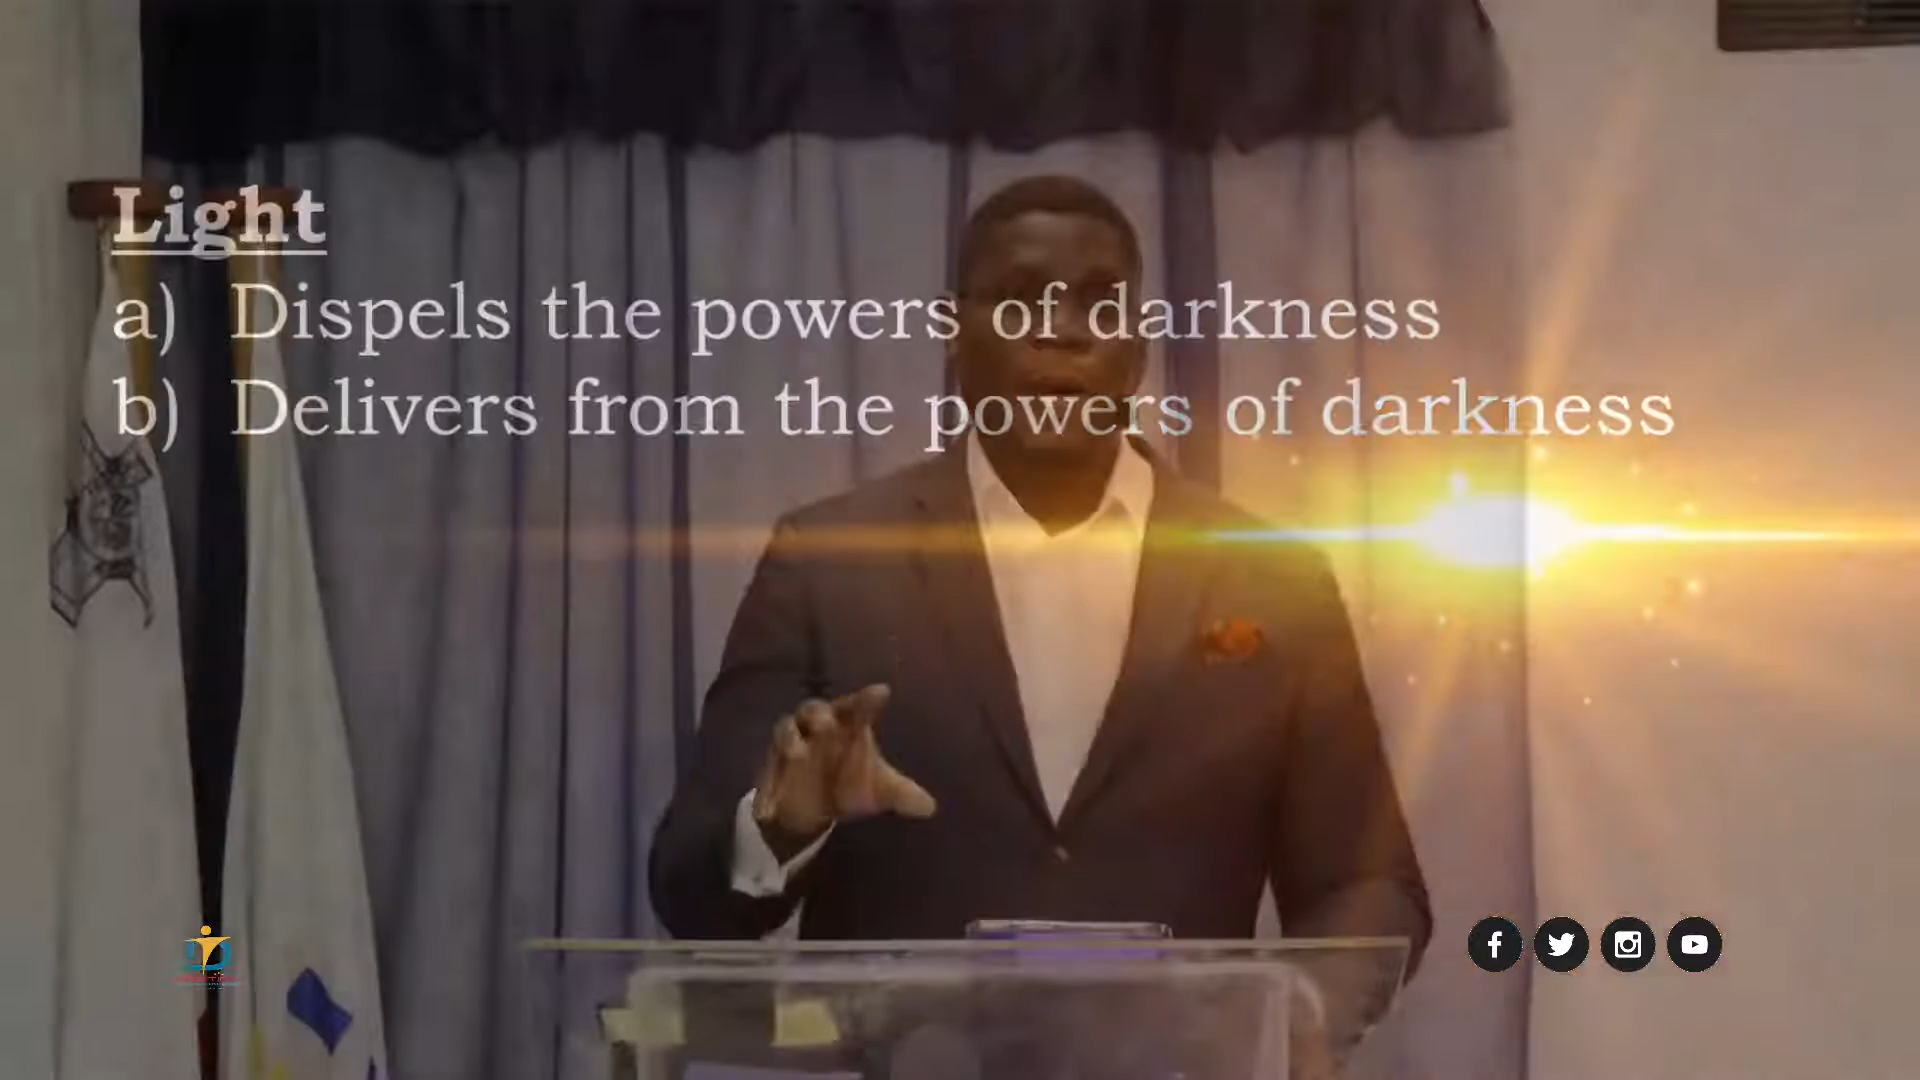 Light
a) Dispels the powers of darkness
b) Delivers from the powers of darkness